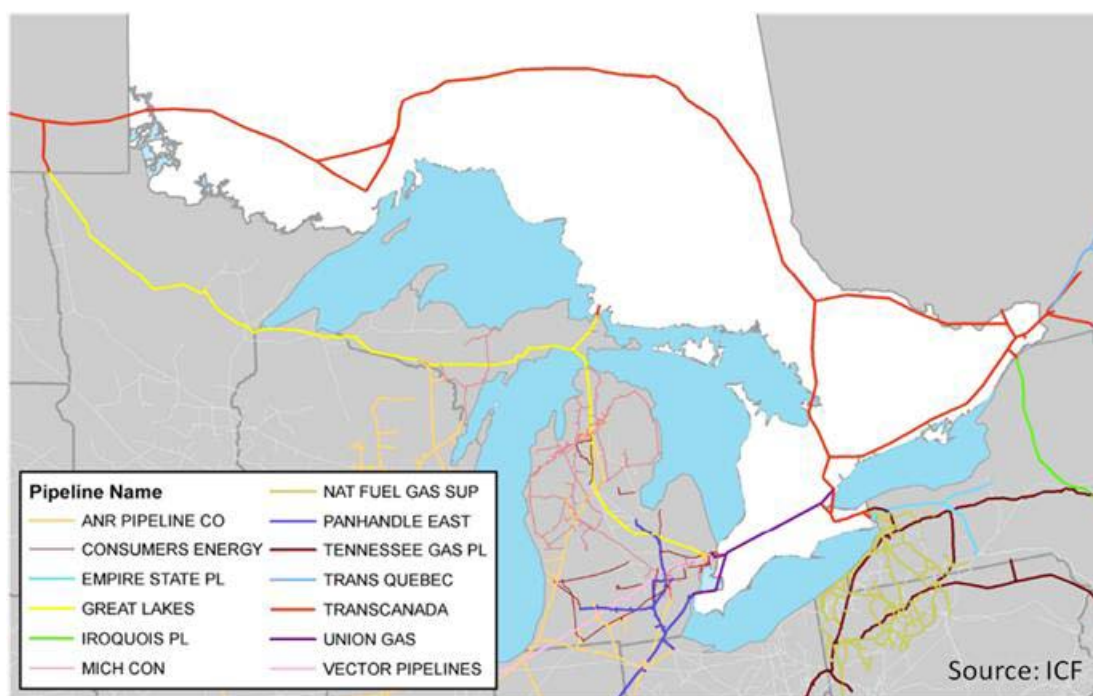 Pipeline Name
ANR PIPELINE CO
CONSUMERS ENERGY
EMPIRE STATE PL
GREAT LAKES
IROQUOIS PL
MICH CON
NAT FUEL GAS SUP
PANHANDLE EAST
TENNESSEE GAS PL
TRANS QUEBEC
TRANSCANADA
UNION GAS
VECTOR PIPELINES
Source: ICF